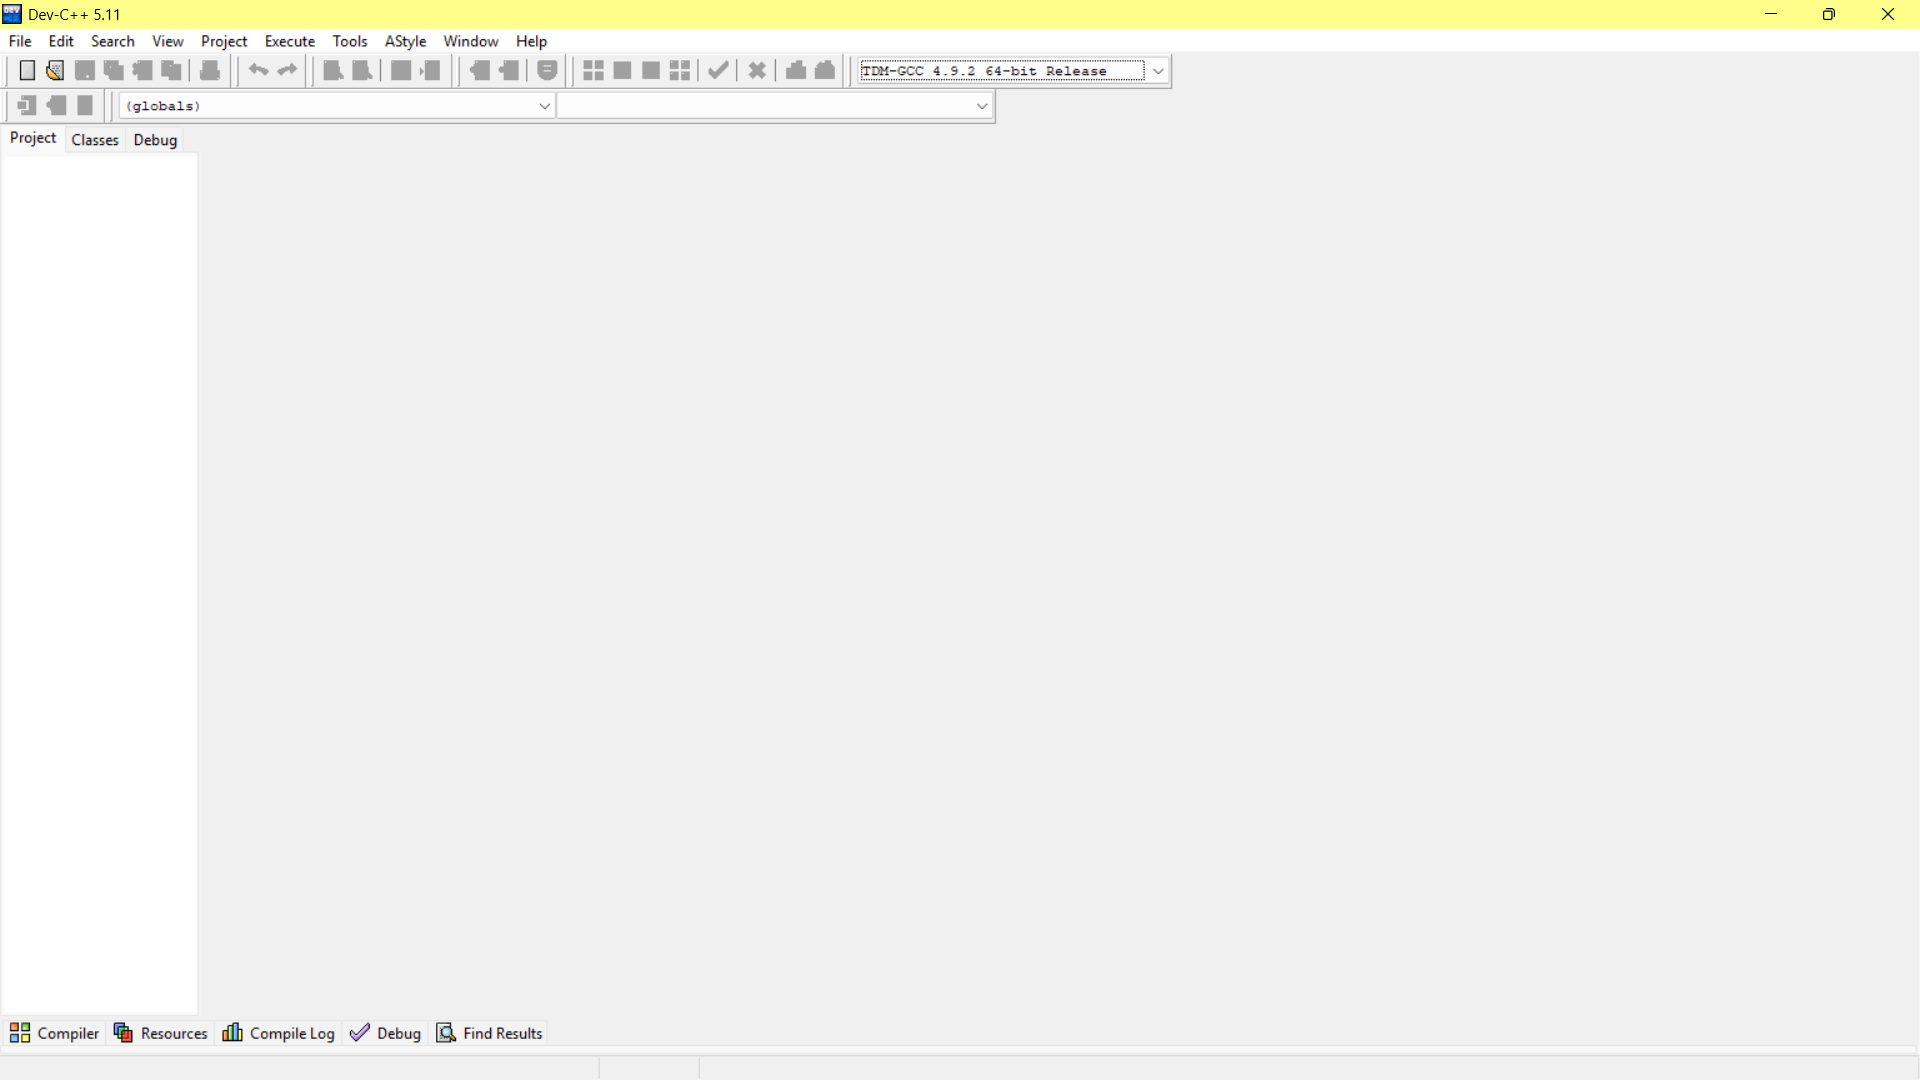 Dev-C++ 5.11
File Edit Search View Project Execute Tools AStyle Window Help
TDM-GCC 4.9.2 64-bit Release
(globals)
Project Classes Debug
Compiler Resources Compile Log Debug Find Results